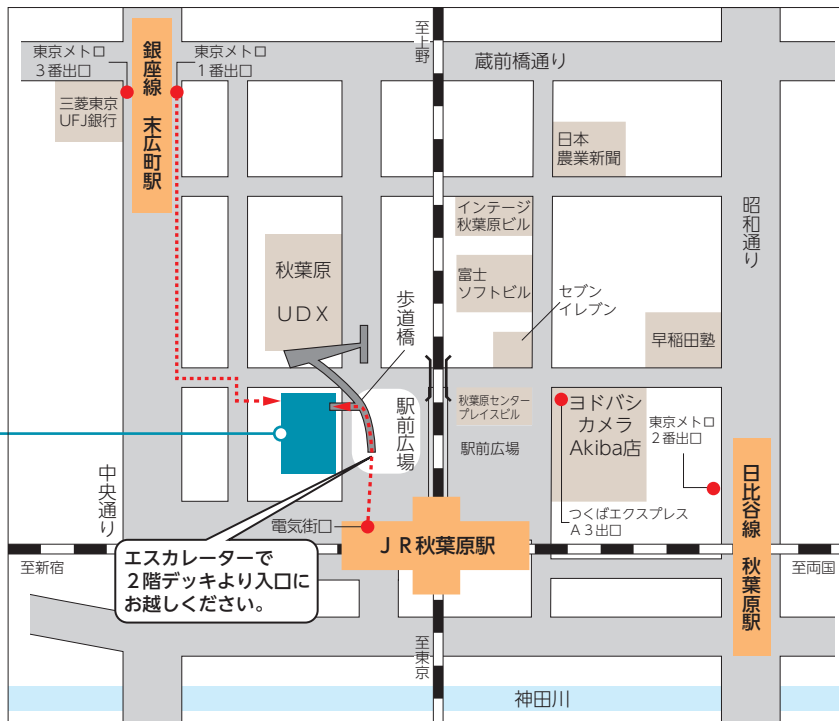 東京メトロ
3番出口
銀座線 末広町駅
東京メトロ
1番出口
至上野
蔵前橋通り
三菱東京
UFJ銀行
日本
農業新聞
インテージ
秋葉原ビル
昭和通り
秋葉原
UDX
富士
ソフトビル
歩道橋
セブン
イレブン
早稲田塾
駅前広場
秋葉原センター
プレイスビル
ヨドバシ
カメラ
Akiba店
東京メトロ
2番出口
駅前広場
中央通り
日比谷線 秋葉原駅
つくばエクスプレス
A3出口
電気街口
JR秋葉原駅
エスカレーターで
2階デッキより入口に
お越しください。
至新宿
至両国
至東京
神田川